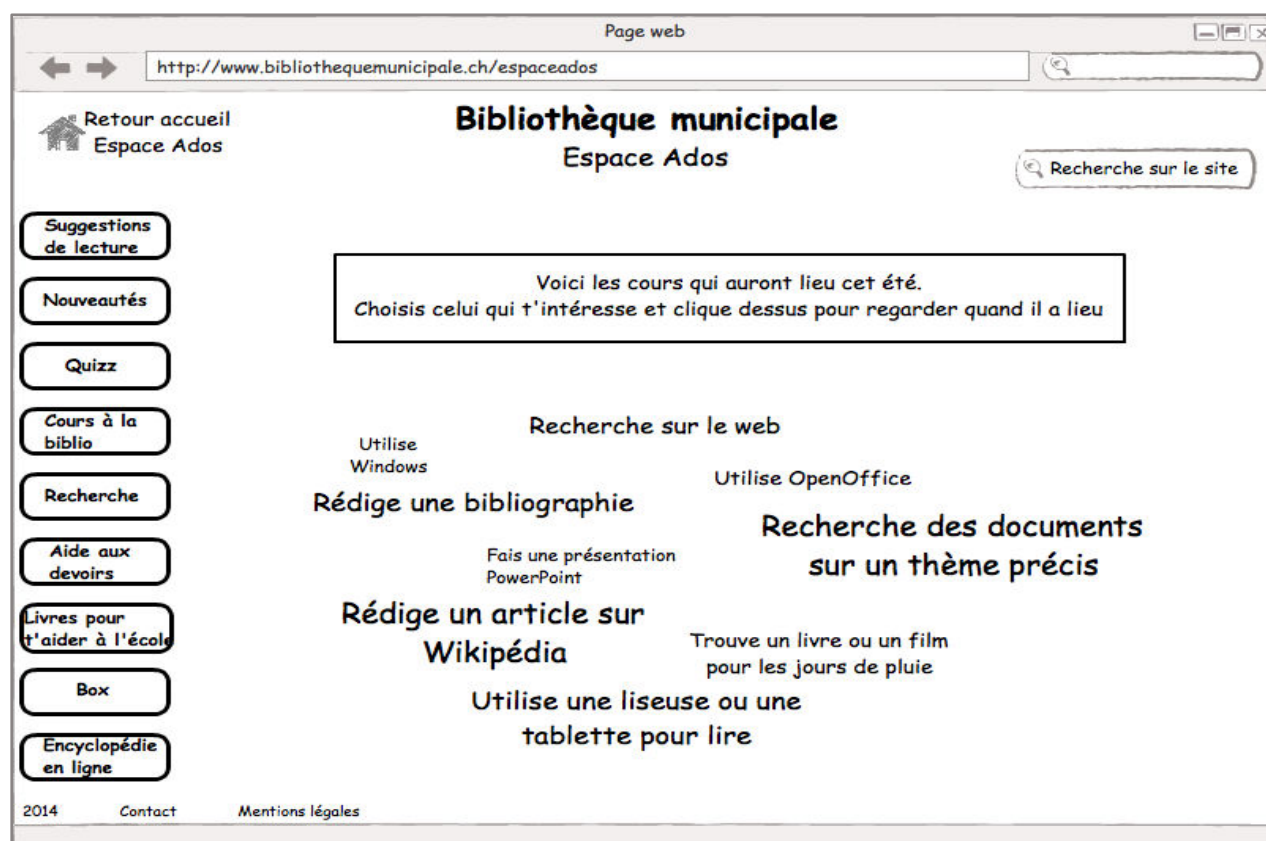 Page web
http://www.bibliothequemunicipale.ch/espaceados
Retour accueil
Espace Ados
Bibliothèque municipale
Espace Ados
Recherche sur le site
Suggestions
de lecture
Nouveautés
Quizz
Cours à la
biblio
Recherche
Aide aux
devoirs
Livres pour
t'aider à l'école
Box
Encyclopédie
en ligne
Voici les cours qui auront lieu cet été.
Choisis celui qui t'intéresse et clique dessus pour regarder quand il a lieu
Recherche sur le web
Utilise
Windows
Utilise OpenOffice
Rédige une bibliographie
Recherche des documents
sur un thème précis
Fais une présentation
PowerPoint
Rédige un article sur
Wikipédia
Trouve un livre ou un film
pour les jours de pluie
Utilise une liseuse ou une
tablette pour lire
2014 Contact Mentions légales